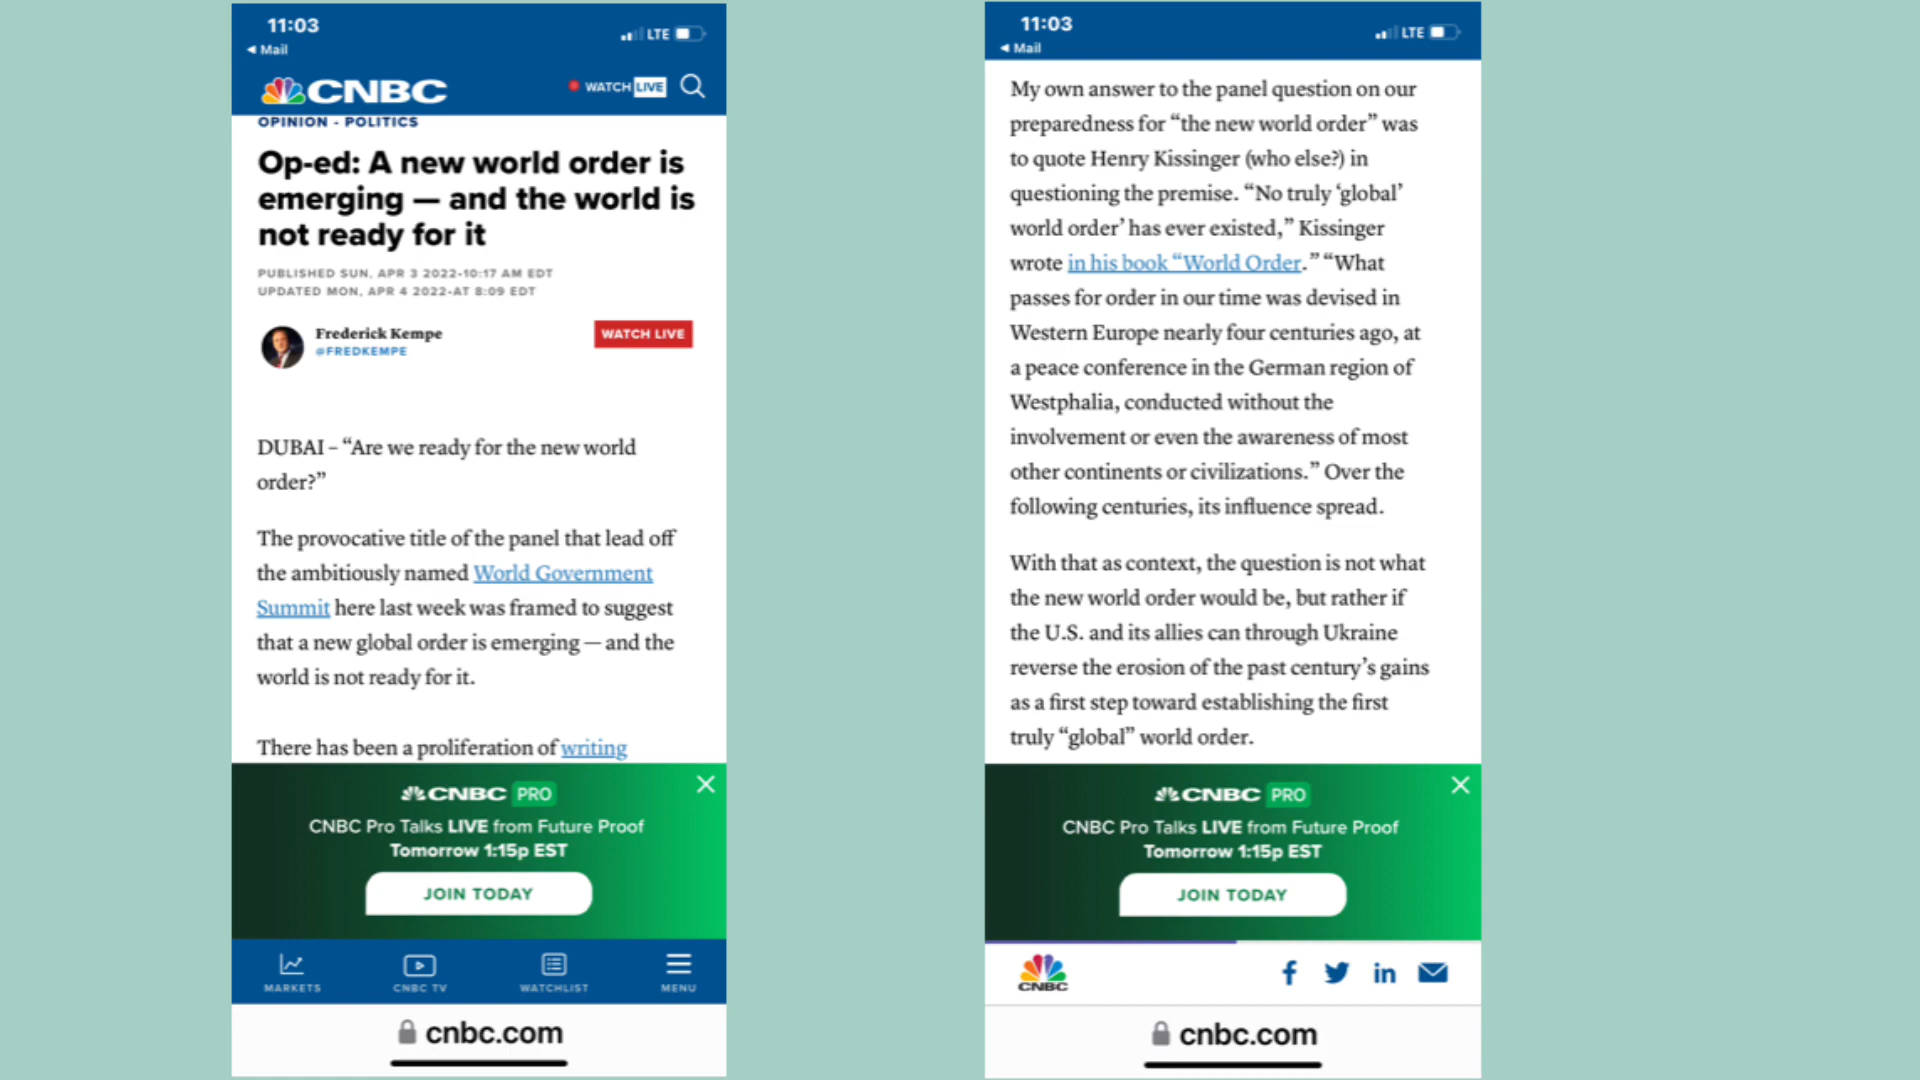 11:03
LTE
◀ Mail
CNBC
WATCH LIVE
OPINION - POLITICS
Op-ed: A new world order is
emerging — and the world is
not ready for it
PUBLISHED SUN, APR 3 2022-10:17 AM EDT
UPDATED MON, APR 4 2022-AT 8:09 EDT
Frederick Kempe
@FREDKEMPE
WATCH LIVE
DUBAI – “Are we ready for the new world
order?”
The provocative title of the panel that lead off
the ambitiously named World Government
Summit here last week was framed to suggest
that a new global order is emerging — and the
world is not ready for it.
There has been a proliferation of writing
CNBC PRO
CNBC Pro Talks LIVE from Future Proof
Tomorrow 1:15p EST
JOIN TODAY
MARKETS
CNBC TV
WATCHLIST
MENU
cnbc.com
11:03
LTE
◀ Mail
My own answer to the panel question on our
preparedness for “the new world order” was
to quote Henry Kissinger (who else?) in
questioning the premise. “No truly ‘global’
world order’ has ever existed,” Kissinger
wrote in his book “World Order.” “What
passes for order in our time was devised in
Western Europe nearly four centuries ago, at
a peace conference in the German region of
Westphalia, conducted without the
involvement or even the awareness of most
other continents or civilizations.” Over the
following centuries, its influence spread.
With that as context, the question is not what
the new world order would be, but rather if
the U.S. and its allies can through Ukraine
reverse the erosion of the past century’s gains
as a first step toward establishing the first
truly “global” world order.
CNBC PRO
CNBC Pro Talks LIVE from Future Proof
Tomorrow 1:15p EST
JOIN TODAY
CNBC
cnbc.com